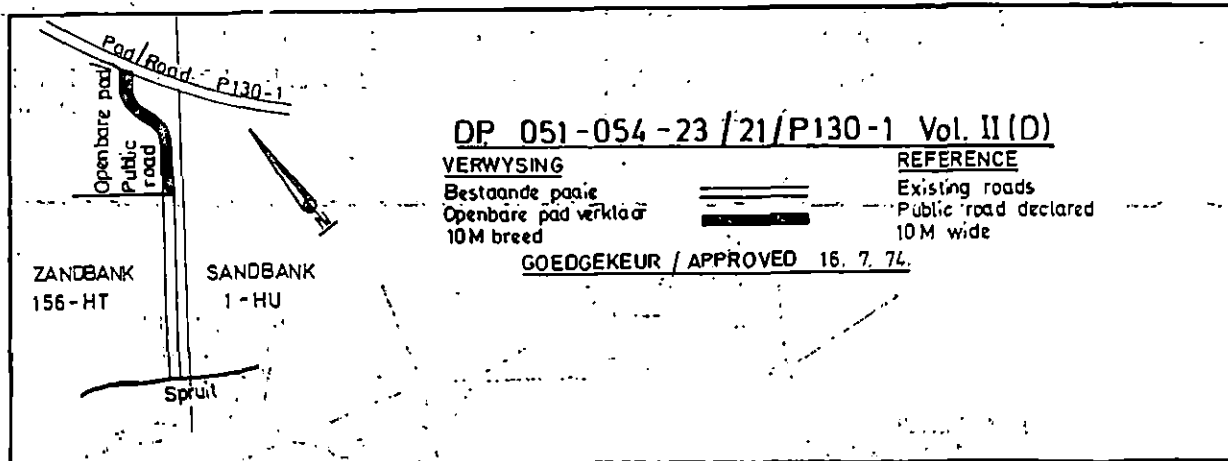 Pad/Road P130-1
Openbare pad
Public
road
ZANDBANK
156-HT
SANDBANK
1-HU
Spruit
N
DP. 051-054-23/21/P130-1 Vol. II(D)
VERWYSING
REFERENCE
Bestaande paaie
Existing roads
Openbare pad verklaar
Public road declared
10M breed
10M wide
GOEDGEKEUR / APPROVED 16. 7. 74.